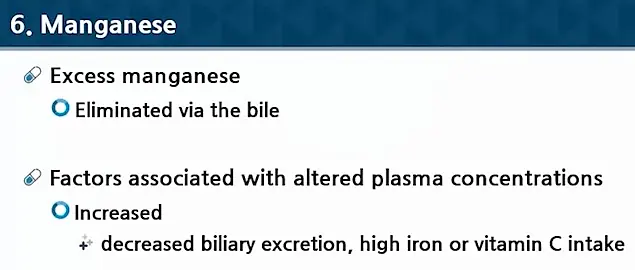 6. Manganese
Excess manganese
Eliminated via the bile
Factors associated with altered plasma concentrations
Increased
decreased biliary excretion, high iron or vitamin C intake